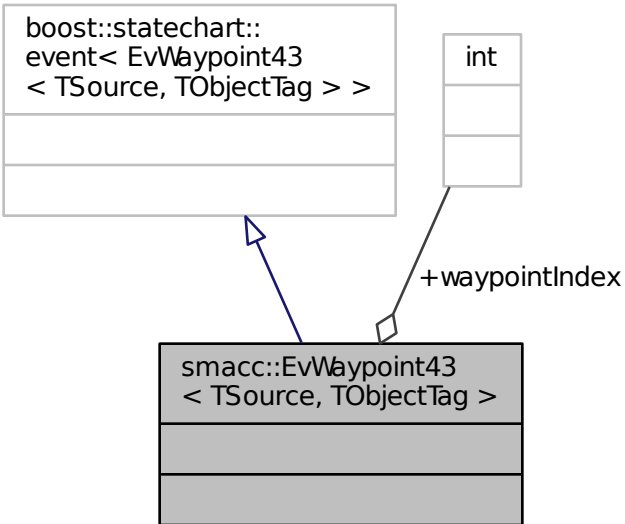 boost::statechart::
event< EvWaypoint43
< TSource, TObjectTag > >
int
+waypointIndex
smacc::EvWaypoint43
< TSource, TObjectTag >